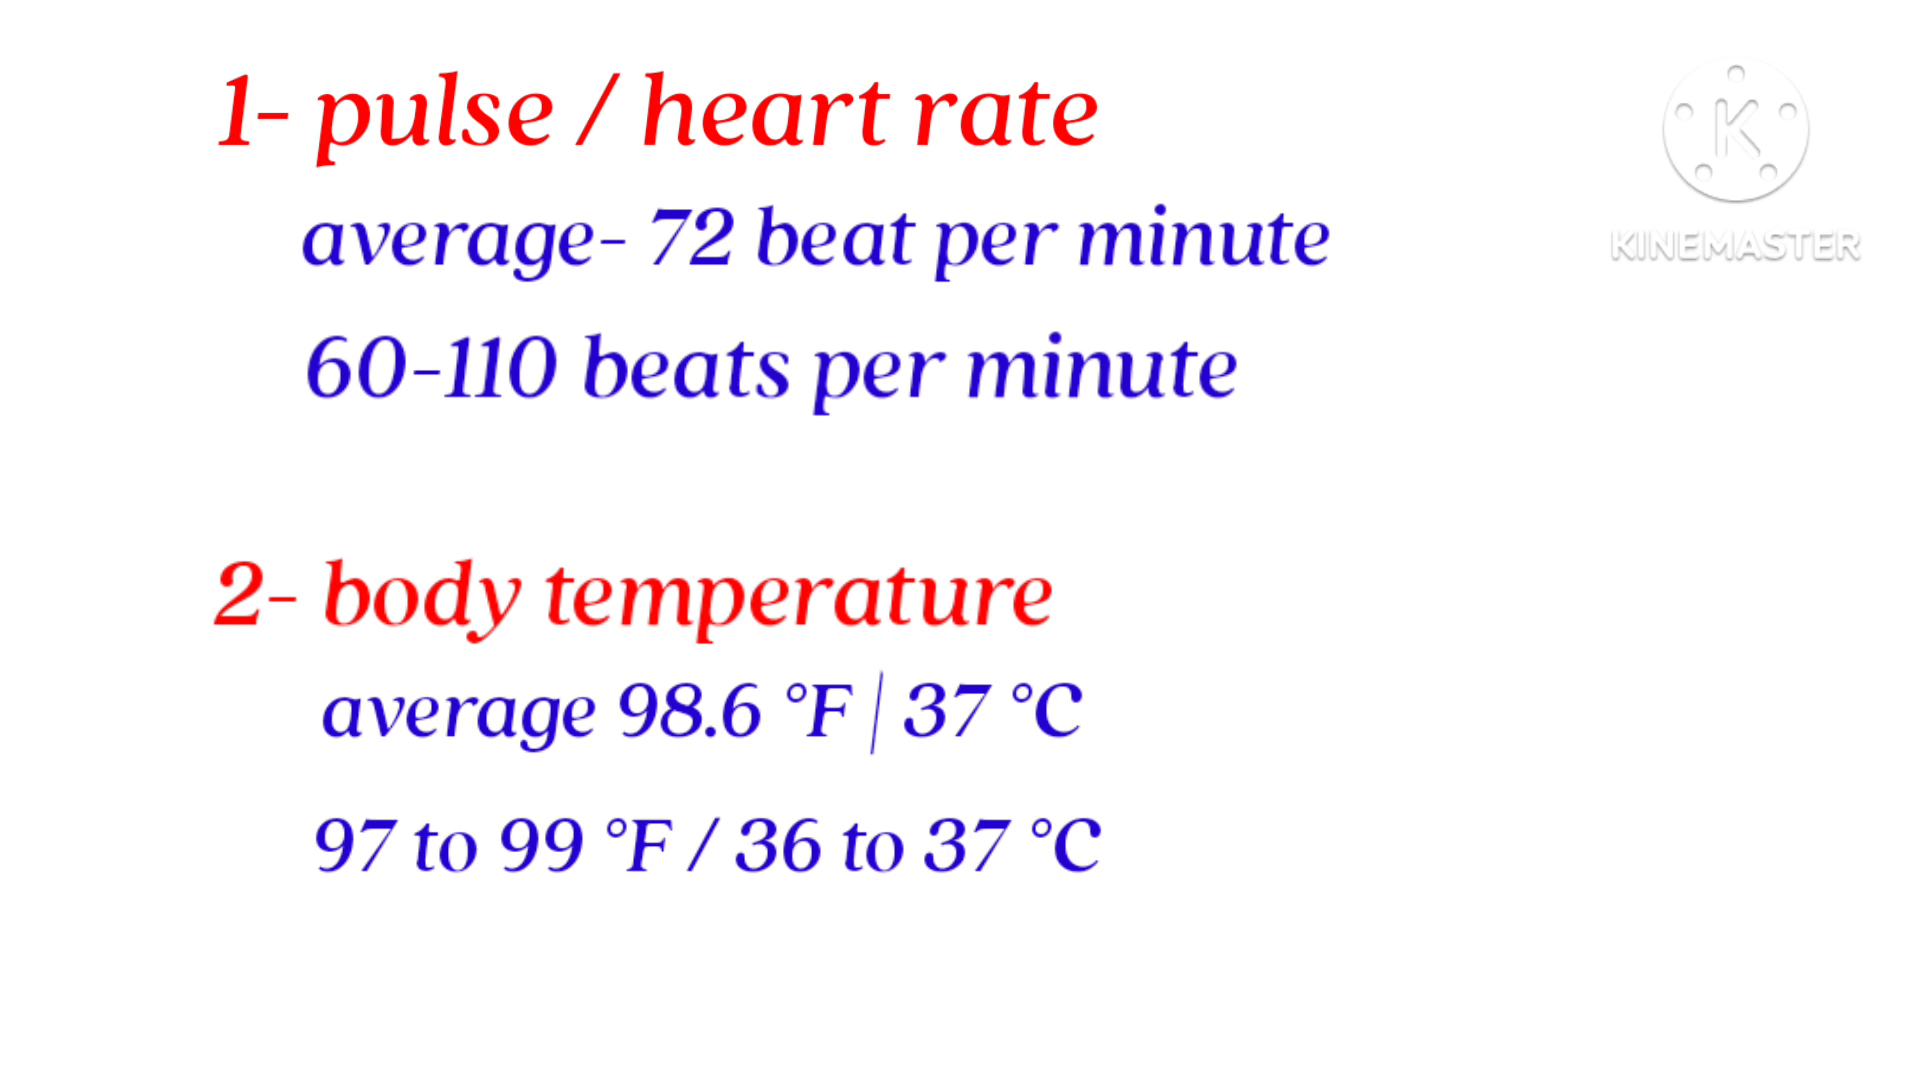 1- pulse / heart rate
average- 72 beat per minute
60-110 beats per minute
2- body temperature
average 98.6 °F | 37 °C
97 to 99 °F / 36 to 37 °C
K
KINEMASTER